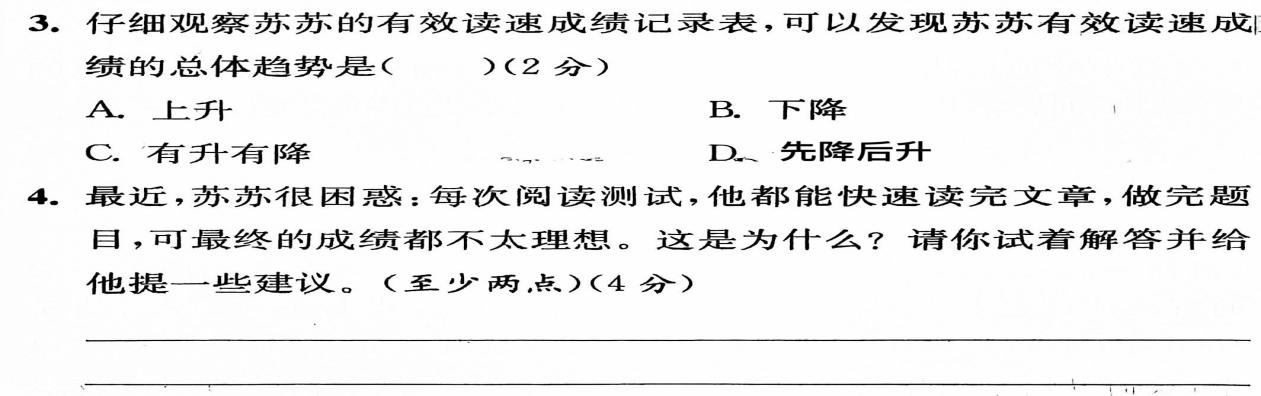 3. 仔细观察苏苏的有效读速成绩记录表,可以发现苏苏有效读速成
绩的总体趋势是(　　)(2 分)
A. 上升　　B. 下降
C. 有升有降　　D. 先降后升
4. 最近,苏苏很困惑:每次阅读测试,他都能快速读完文章,做完题
目,可最终的成绩都不太理想。这是为什么? 请你试着解答并给
他提一些建议。(至少两点)(4 分)